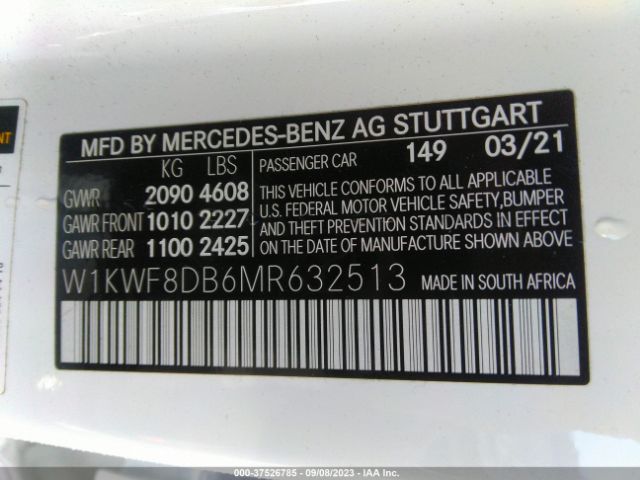 MFD BY MERCEDES-BENZ AG STUTTGART
KG LBS
PASSENGER CAR 149 03/21
GVWR 2090 4608
GAWR FRONT 1010 2227
GAWR REAR 1100 2425
THIS VEHICLE CONFORMS TO ALL APPLICABLE
U.S. FEDERAL MOTOR VEHICLE SAFETY,BUMPER
AND THEFT PREVENTION STANDARDS IN EFFECT
ON THE DATE OF MANUFACTURE SHOWN ABOVE
W1KWF8DB6MR632513 MADE IN SOUTH AFRICA
000-37526785 - 09/08/2023 - IAA Inc.